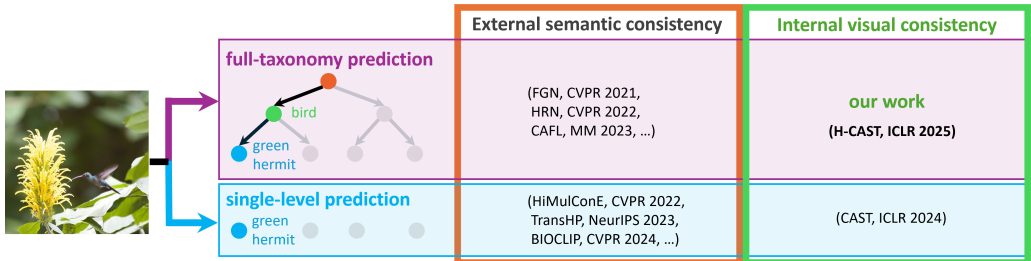 External semantic consistency
Internal visual consistency
full-taxonomy prediction
bird
green
hermit
(FGN, CVPR 2021,
HRN, CVPR 2022,
CAFL, MM 2023, ...)
our work
(H-CAST, ICLR 2025)
single-level prediction
green
hermit
(HiMulConE, CVPR 2022,
TransHP, NeurIPS 2023,
BIOCLIP, CVPR 2024, ...)
(CAST, ICLR 2024)